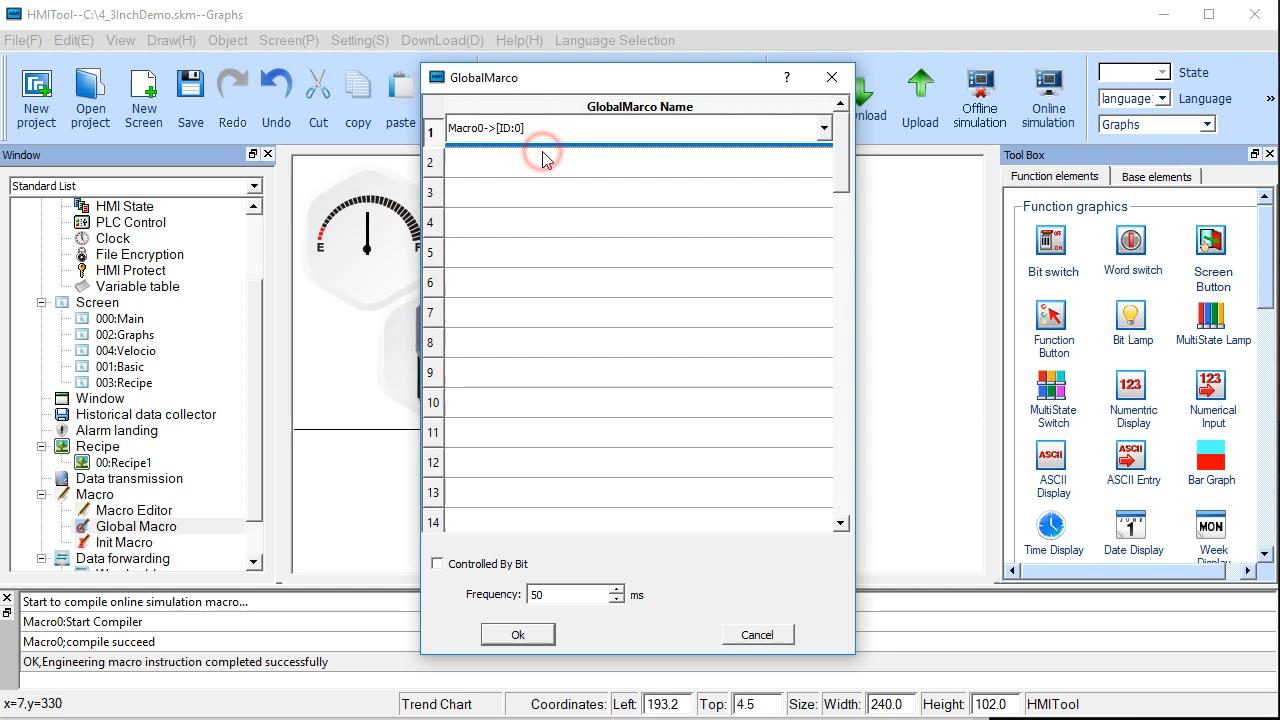 HMITool--C:\4_3InchDemo.skm--Graphs
File(F) Edit(E) View Draw(H) Object Screen(P) Setting(S) DownLoad(D) Help(H) Language Selection
New project
Open project
New Screen
Save
Redo
Undo
Cut
copy
paste
nload
Upload
Offline simulation
Online simulation
State
language: Language
Graphs
»
Window
Standard List
HMI State
PLC Control
Clock
File Encryption
HMI Protect
Variable table
Screen
000:Main
002:Graphs
004:Velocio
001:Basic
003:Recipe
Window
Historical data collector
Alarm landing
Recipe
00:Recipe1
Data transmission
Macro
Macro Editor
Global Macro
Init Macro
Data forwarding
E F
GlobalMarco
?
GlobalMarco Name
1 Macro0->[ID:0]
2
3
4
5
6
7
8
9
10
11
12
13
14
Controlled By Bit
Frequency: 50 ms
Ok Cancel
Tool Box
Function elements Base elements
Function graphics
Bit switch
Word switch
Screen Button
Function Button
Bit Lamp
MultiState Lamp
MultiState Switch
123
Numentric Display
123
Numerical Input
ASCII
ASCII Display
ASCII
ASCII Entry
Bar Graph
Time Display
JUNE 1
Date Display
MON
Week
Start to compile online simulation macro...
Macro0:Start Compiler
Macro0;compile succeed
OK,Engineering macro instruction completed successfully
x=7,y=330 Trend Chart Coordinates: Left: 193.2 Top: 4.5 Size: Width: 240.0 Height: 102.0 HMITool